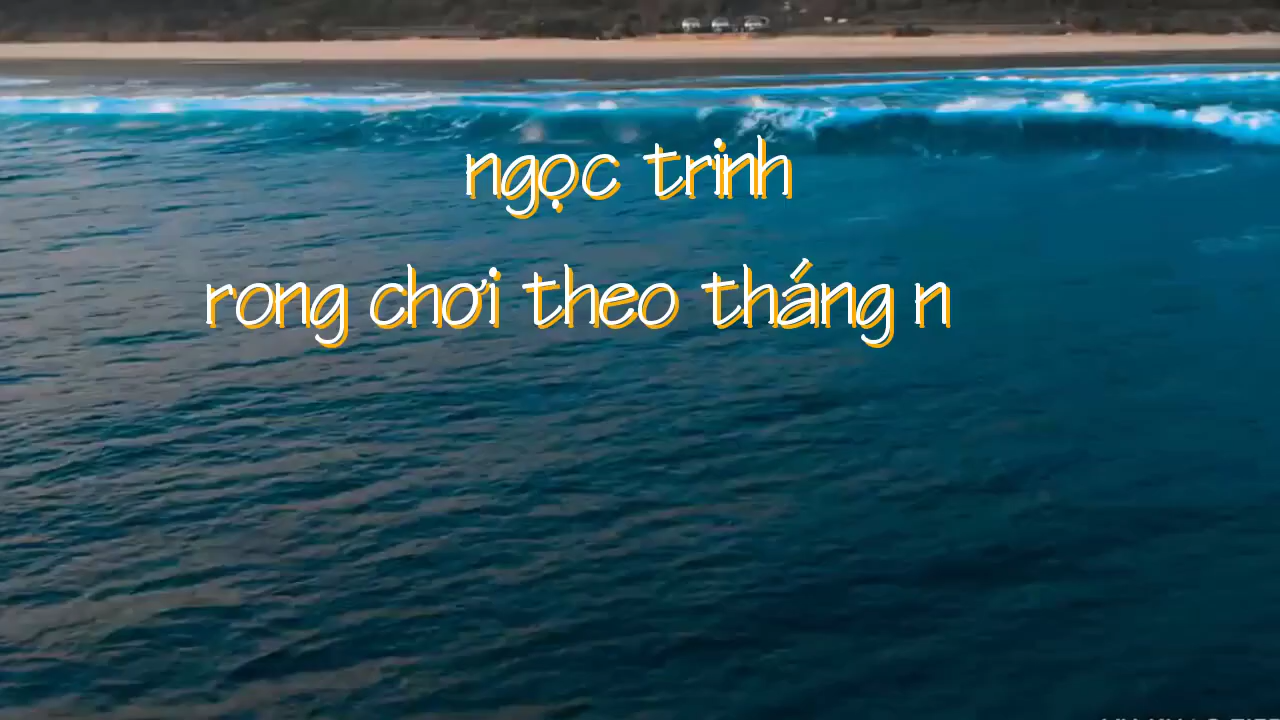 ngọc trinh
rong chơi theo tháng n